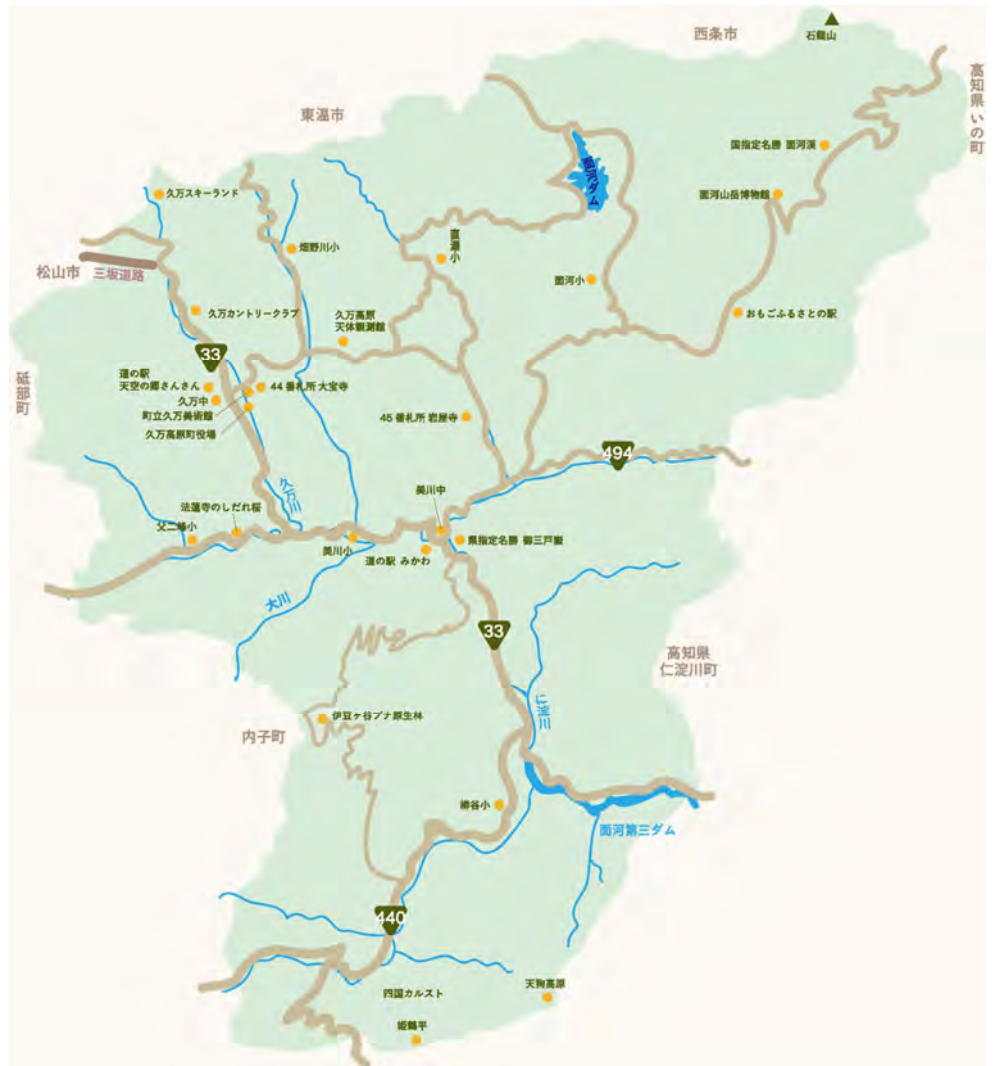 西条市
石鎚山
高知県いの町
東温市
国指定名勝 面河渓
面河ダム
久万スキーランド
面河山岳博物館
畑野川小
直瀬小
松山市
三坂道路
面河小
久万カントリークラブ
久万高原
天体観測館
おもごふるさとの駅
33
砥部町
道の駅
天空の郷さんさん
44番札所 大宝寺
久万中
町立久万美術館
45番札所 岩屋寺
久万高原町役場
494
久万川
美川中
法蓮寺のしだれ桜
父二峰小
美川小
県指定名勝 御三戸嶽
道の駅 みかわ
大川
33
高知県
仁淀川町
仁淀川
伊豆ヶ谷ブナ原生林
内子町
柳谷小
面河第三ダム
440
天狗高原
四国カルスト
姫鶴平